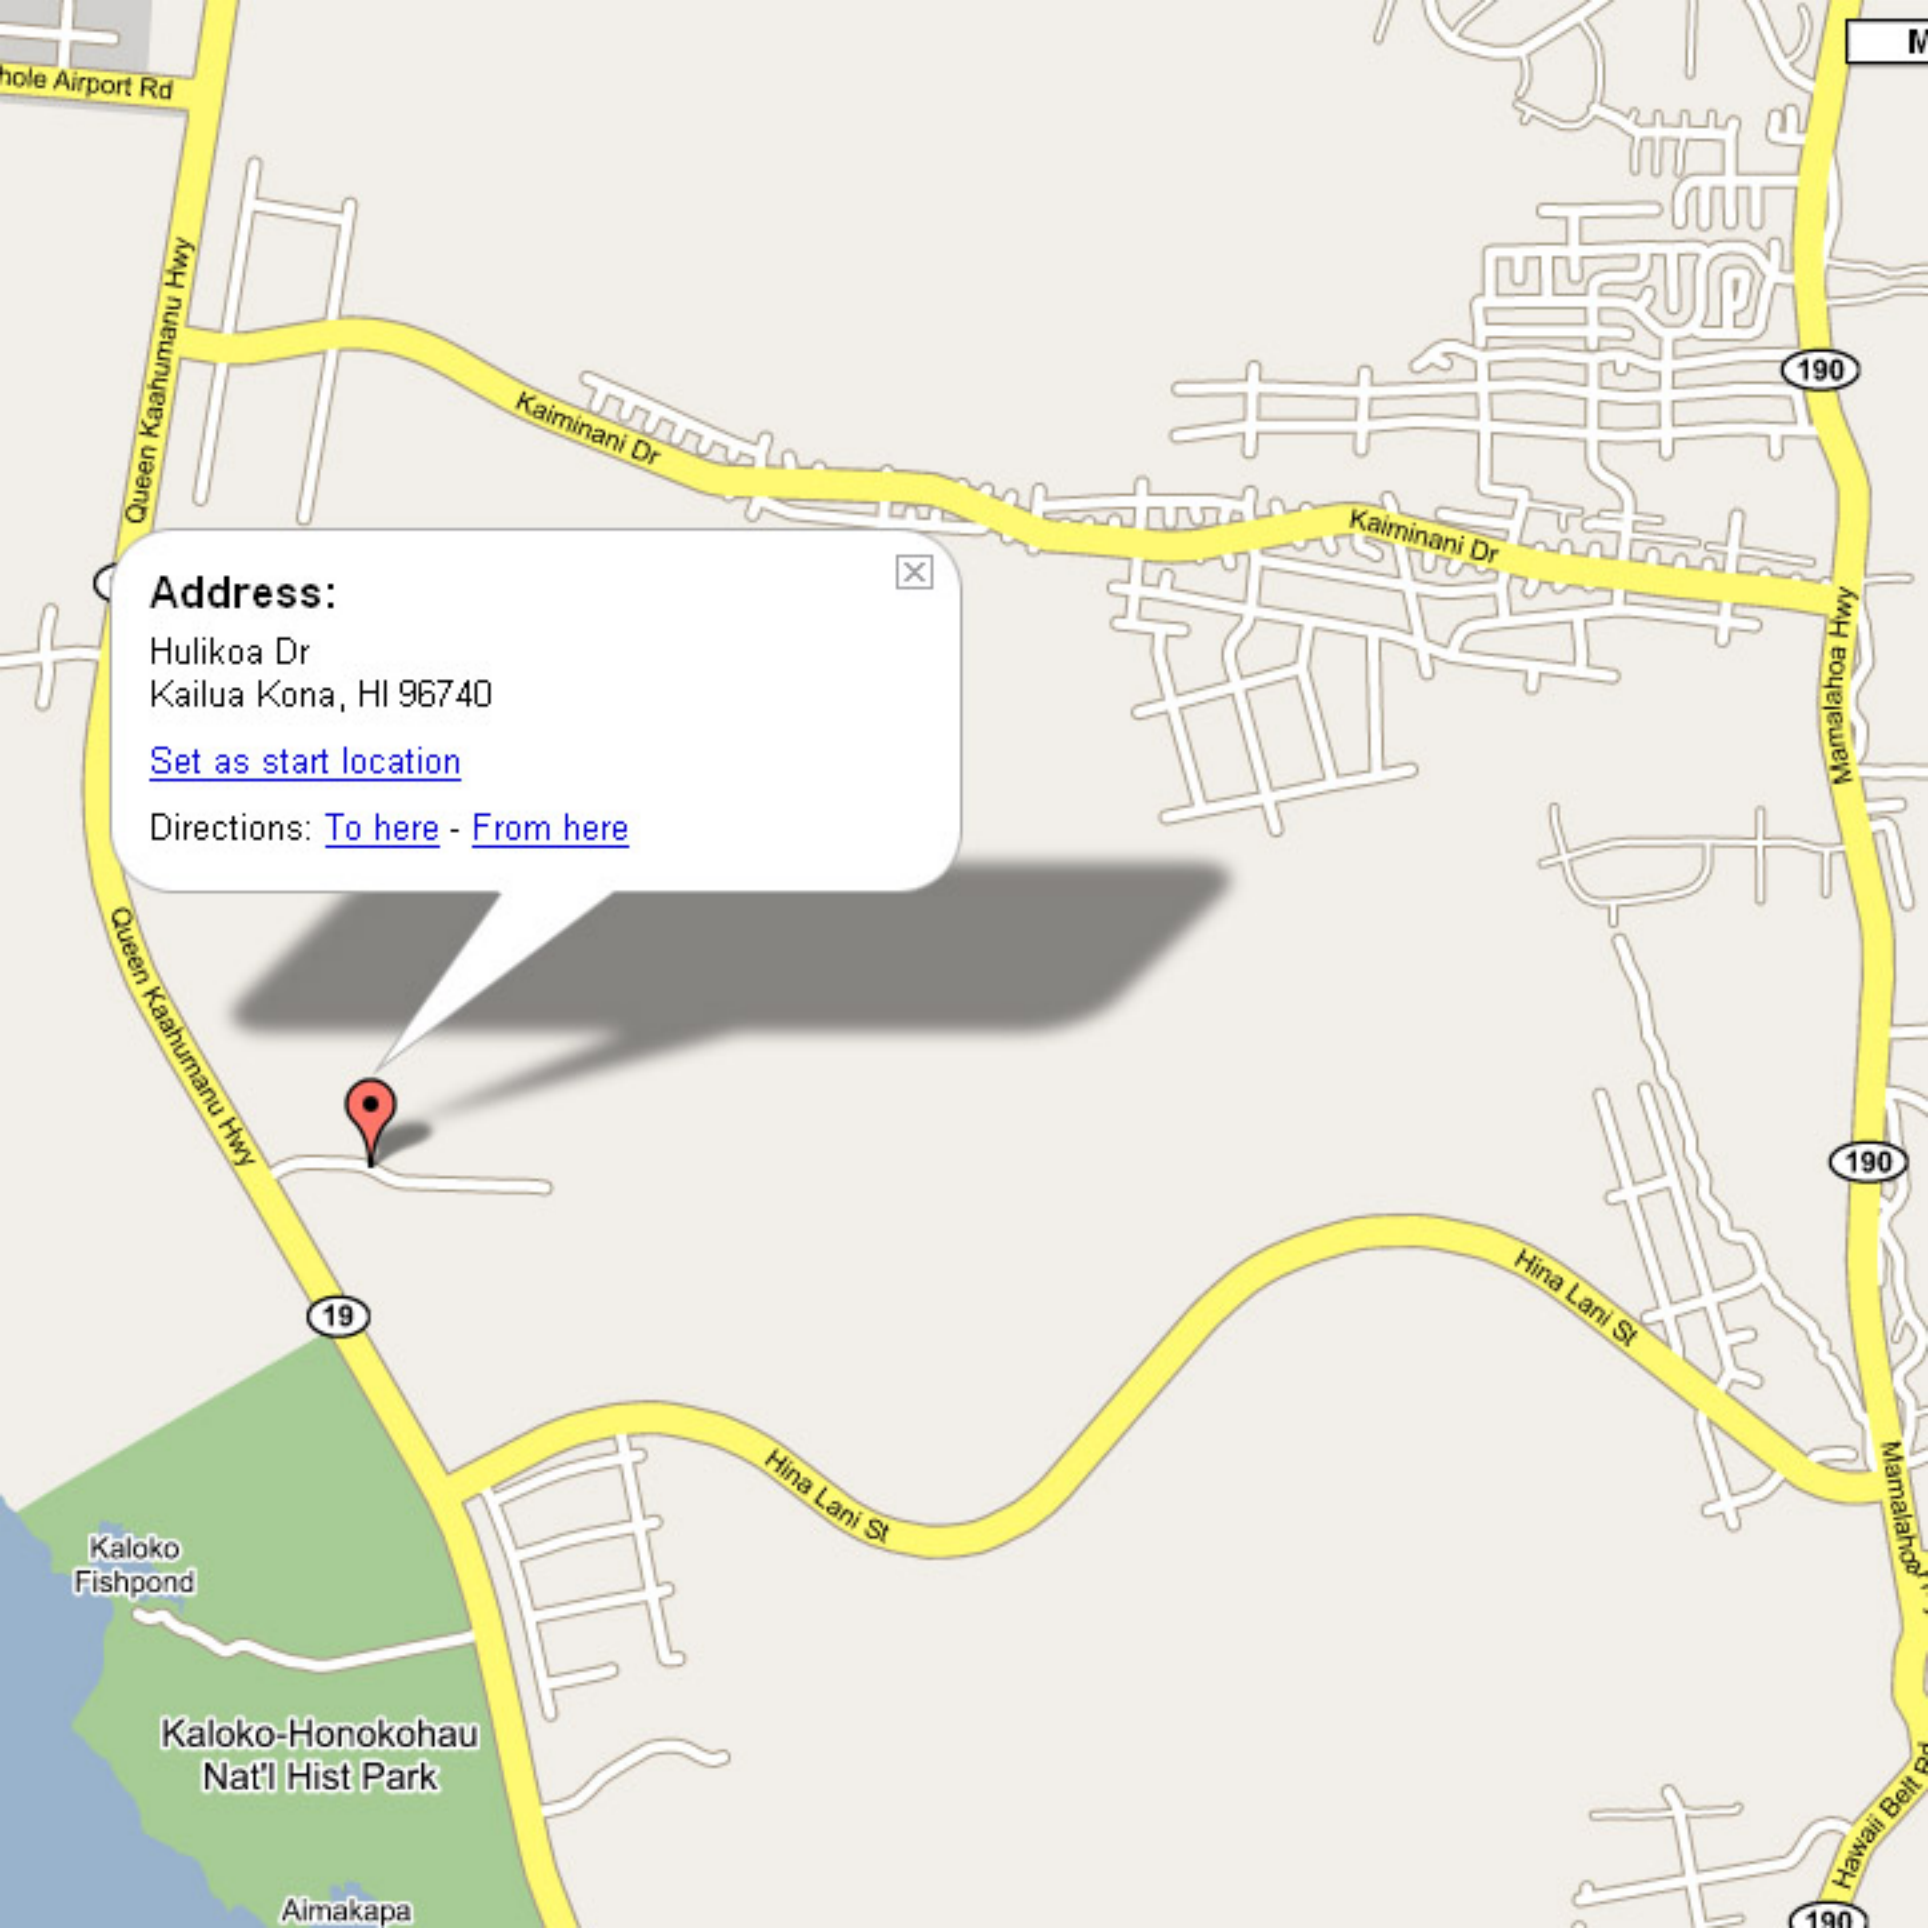 hole Airport Rd
M
Queen Kaahumanu Hwy
190
Kaiminani Dr
Kaiminani Dr
Address:
Hulikoa Dr
Kailua Kona, HI 96740
Set as start location
Directions: To here - From here
Mamalahoa Hwy
Queen Kaahumanu Hwy
190
Hina Lani St
19
Hina Lani St
Mamalahoa
Kaloko
Fishpond
Kaloko-Honokohau
Nat'l Hist Park
Hawaii Belt Rd
Aimakapa
190